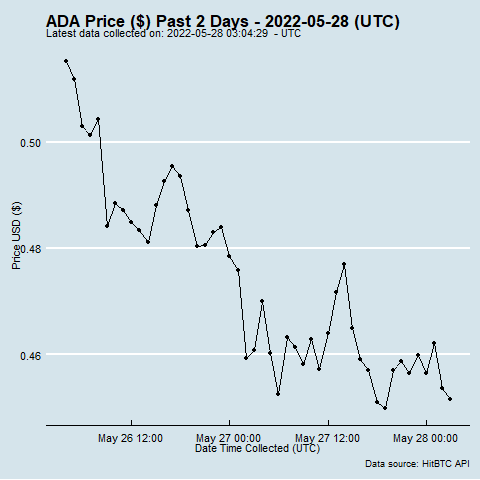 ADA Price ($) Past 2 Days - 2022-05-28 (UTC)
Latest data collected on: 2022-05-28 03:04:29  - UTC
0.50
0.48
0.46
Price USD ($)
May 26 12:00
May 27 00:00
May 27 12:00
May 28 00:00
Date Time Collected (UTC)
Data source: HitBTC API